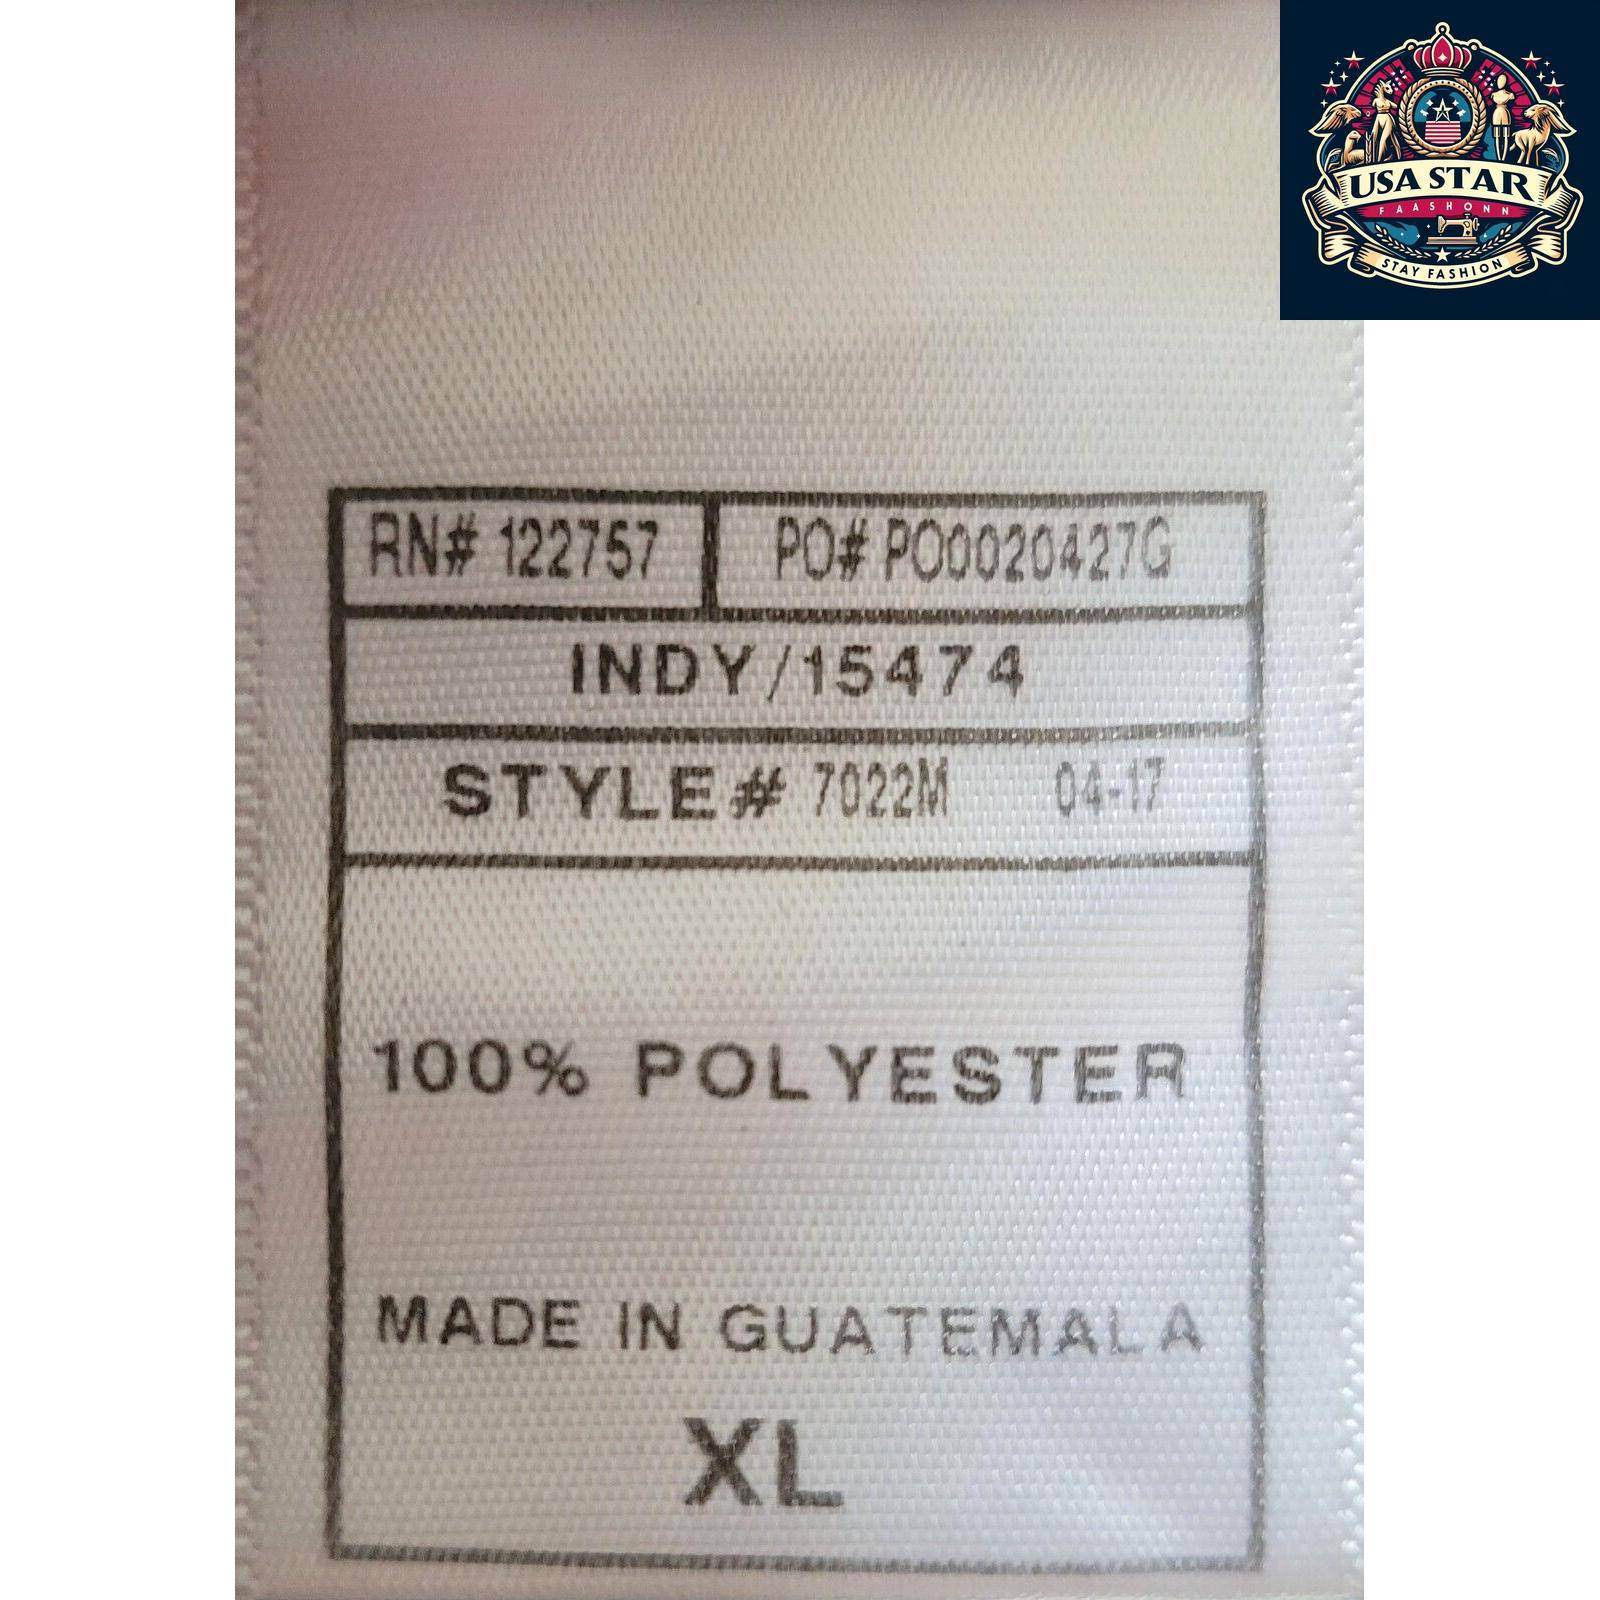 USA STAR
FAASHONN
STAY FASHION
RN# 122757 PO# PO0020427G
INDY/15474
STYLE# 7022M 04-17
100% POLYESTER
MADE IN GUATEMALA
XL